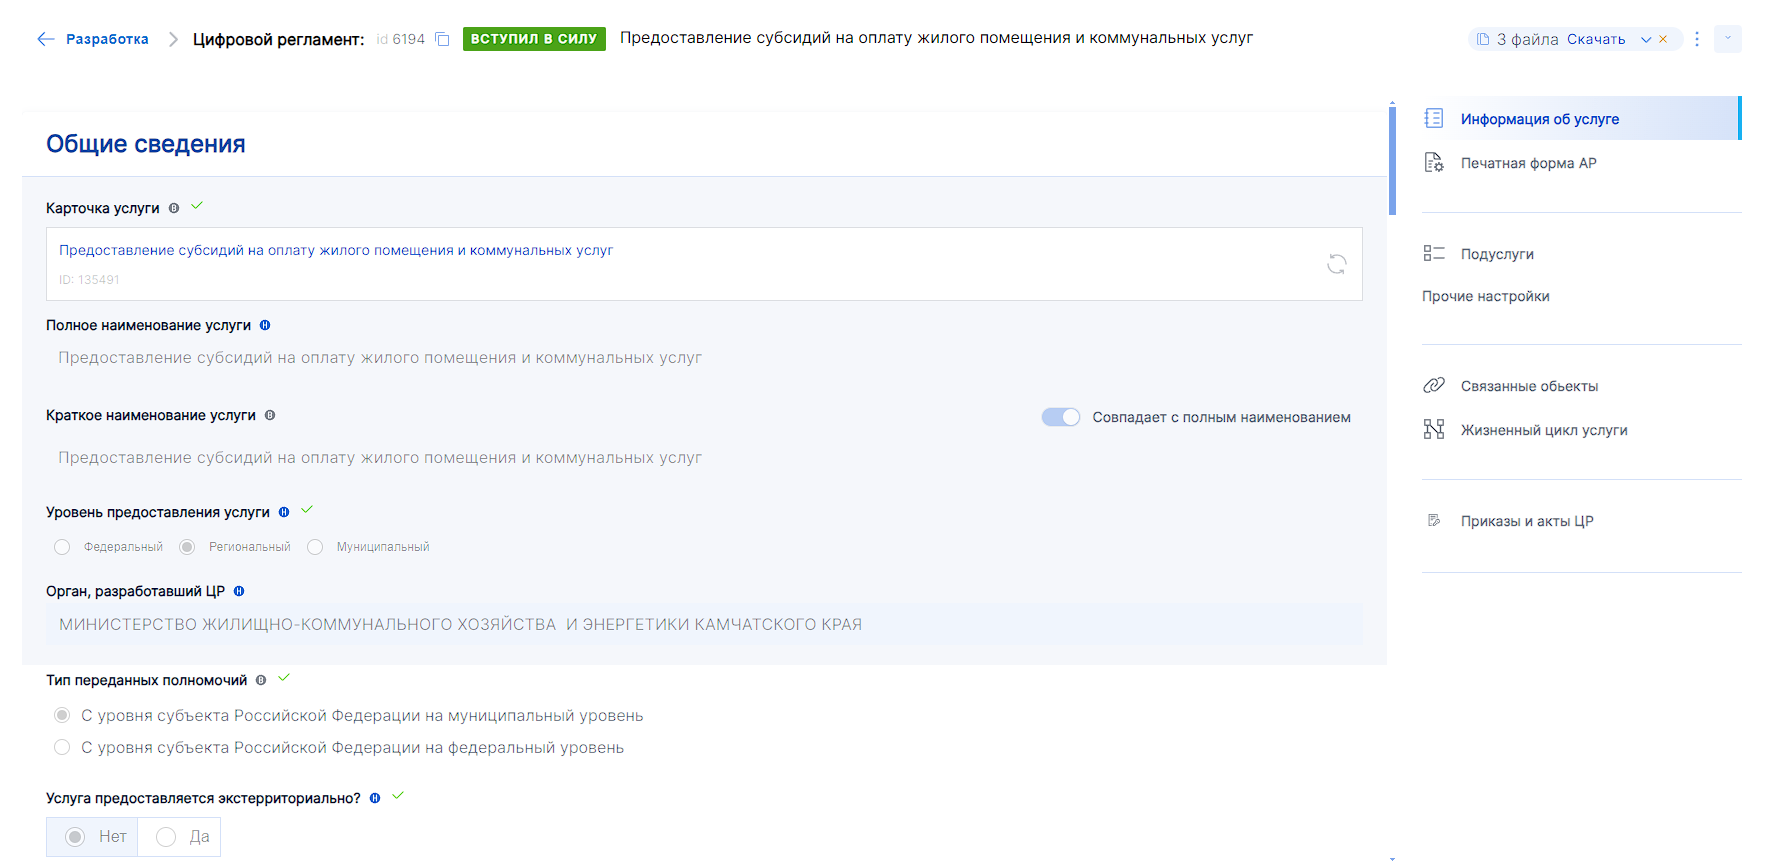 Разработка
Цифровой регламент: id 6194 ВСТУПИЛ В СИЛУ Предоставление субсидий на оплату жилого помещения и коммунальных услуг
3 файла Скачать
Общие сведения
Карточка услуги В
Предоставление субсидий на оплату жилого помещения и коммунальных услуг
ID: 135491
Полное наименование услуги Н
Предоставление субсидий на оплату жилого помещения и коммунальных услуг
Краткое наименование услуги В
Совпадает с полным наименованием
Предоставление субсидий на оплату жилого помещения и коммунальных услуг
Уровень предоставления услуги Н
Федеральный Региональный Муниципальный
Орган, разработавший ЦР Н
МИНИСТЕРСТВО ЖИЛИЩНО-КОММУНАЛЬНОГО ХОЗЯЙСТВА И ЭНЕРГЕТИКИ КАМЧАТСКОГО КРАЯ
Тип переданных полномочий В
С уровня субъекта Российской Федерации на муниципальный уровень
С уровня субъекта Российской Федерации на федеральный уровень
Услуга предоставляется экстерриториально? Н
Нет Да
Информация об услуге
Печатная форма АР
Подуслуги
Прочие настройки
Связанные обьекты
Жизненный цикл услуги
Приказы и акты ЦР